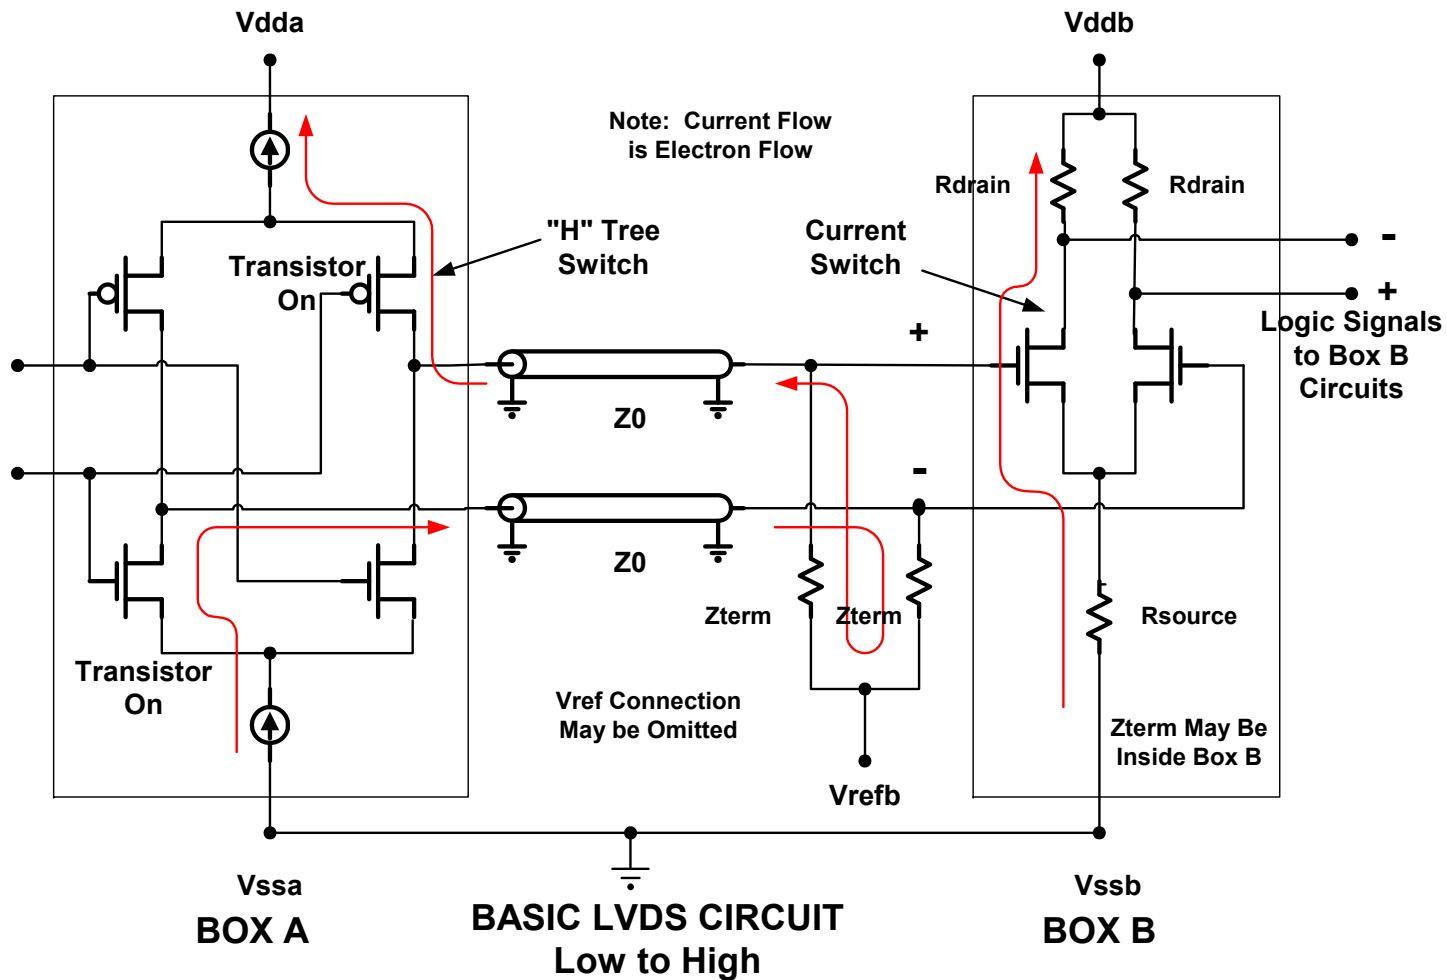 Vdda
Vddb
Note: Current Flow
is Electron Flow
Rdrain
Rdrain
"H" Tree
Switch
Current
Switch
-
Transistor
On
+
+
Logic Signals
to Box B
Circuits
Z0
-
Z0
Zterm
Zterm
Rsource
Transistor
On
Vref Connection
May be Omitted
Zterm May Be
Inside Box B
Vrefb
Vssa
Vssb
BOX A
BASIC LVDS CIRCUIT
Low to High
BOX B